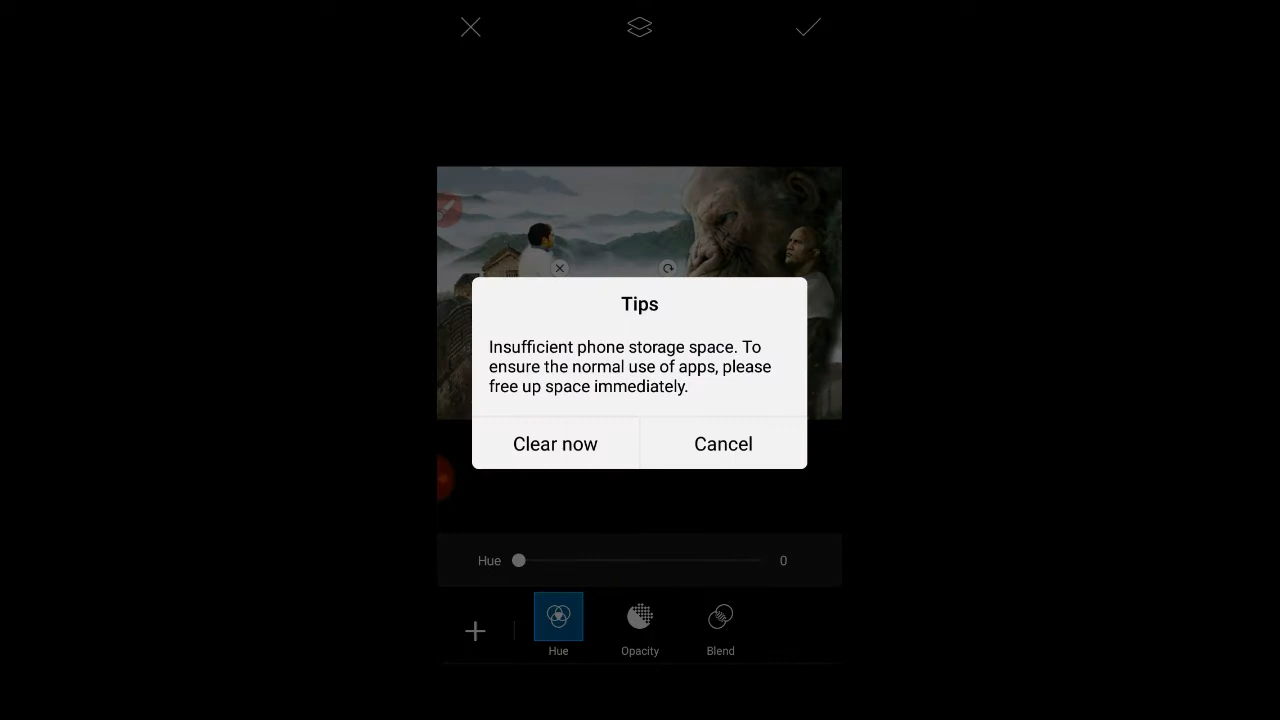 Tips
Insufficient phone storage space. To
ensure the normal use of apps, please
free up space immediately.
Clear now
Cancel
Hue
0
Hue
Opacity
Blend